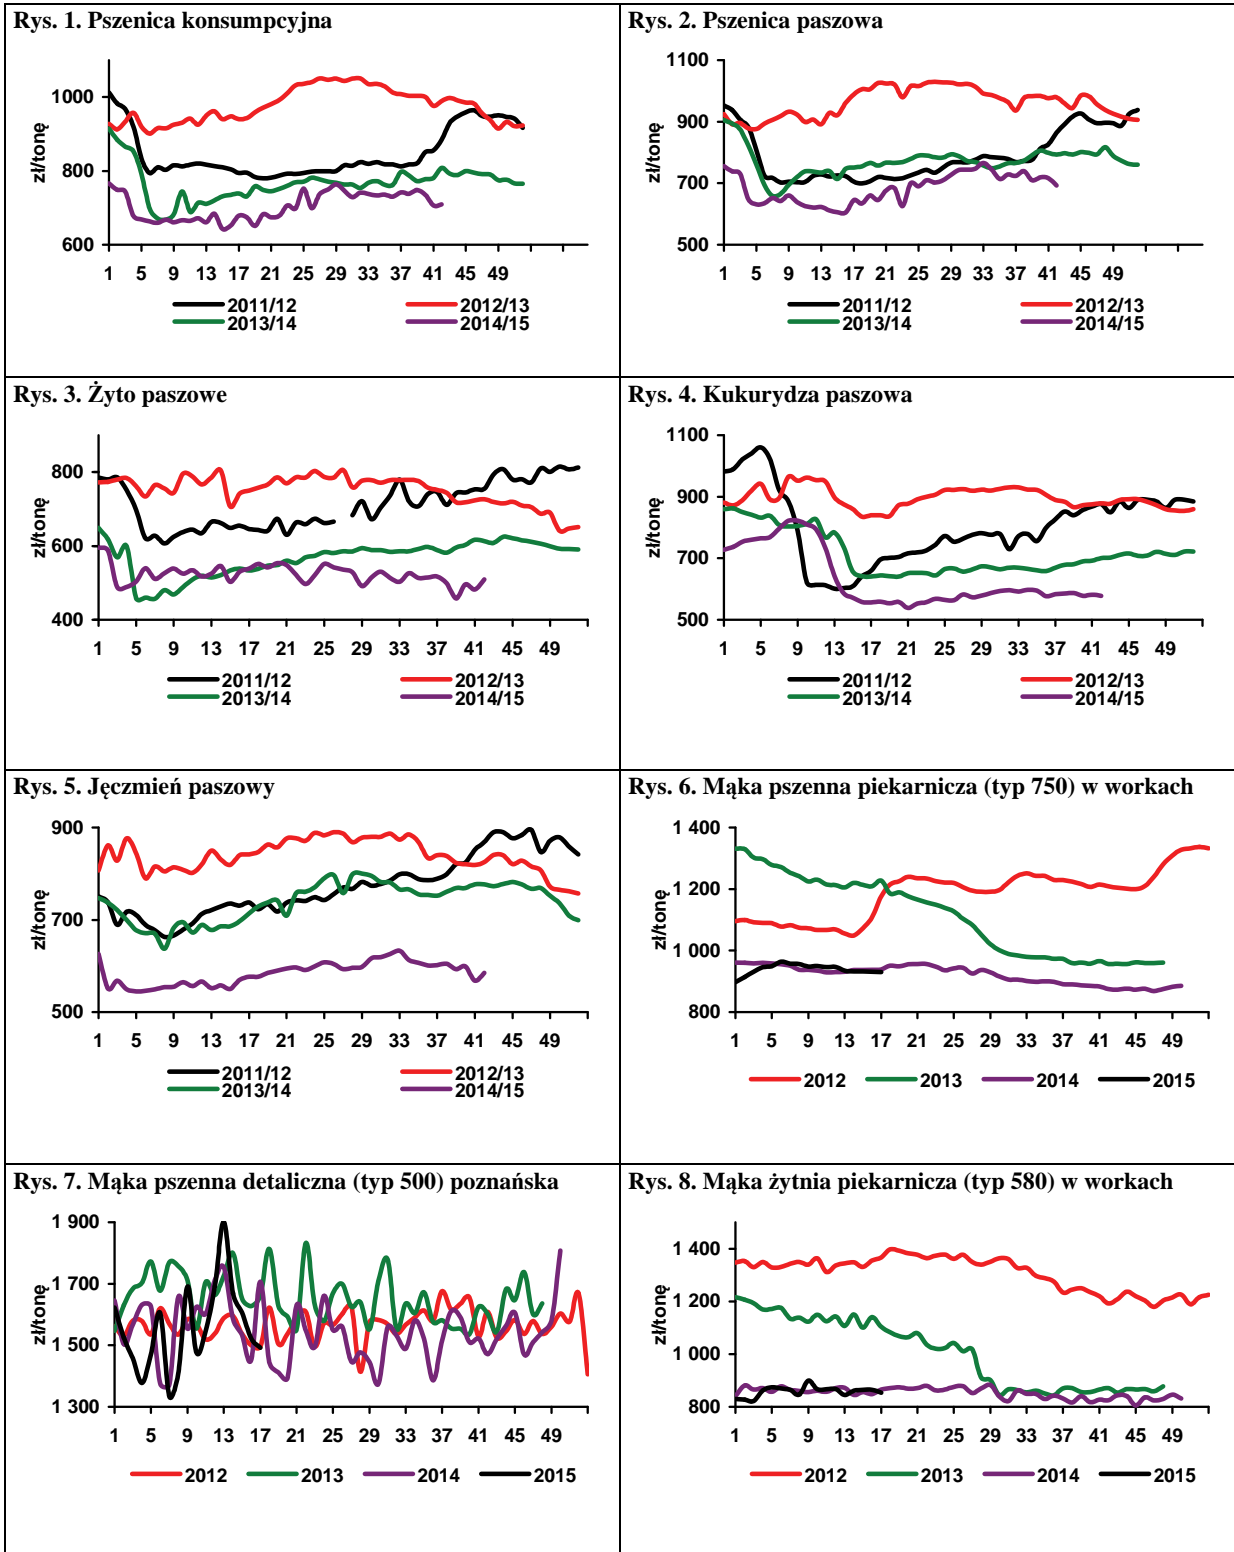 Rys. 1. Pszenica konsumpcyjna
zł/tonę
1000
800
600
1 5 9 13 17 21 25 29 33 37 41 45 49
2011/12 2012/13
2013/14 2014/15
Rys. 2. Pszenica paszowa
zł/tonę
1100
900
700
500
1 5 9 13 17 21 25 29 33 37 41 45 49
2011/12 2012/13
2013/14 2014/15
Rys. 3. Żyto paszowe
zł/tonę
800
600
400
1 5 9 13 17 21 25 29 33 37 41 45 49
2011/12 2012/13
2013/14 2014/15
Rys. 4. Kukurydza paszowa
zł/tonę
1100
900
700
500
1 5 9 13 17 21 25 29 33 37 41 45 49
2011/12 2012/13
2013/14 2014/15
Rys. 5. Jęczmień paszowy
zł/tonę
900
700
500
1 5 9 13 17 21 25 29 33 37 41 45 49
2011/12 2012/13
2013/14 2014/15
Rys. 6. Mąka pszenna piekarnicza (typ 750) w workach
zł/tonę
1 400
1 200
1 000
800
1 5 9 13 17 21 25 29 33 37 41 45 49
2012 2013 2014 2015
Rys. 7. Mąka pszenna detaliczna (typ 500) poznańska
zł/tonę
1 900
1 700
1 500
1 300
1 5 9 13 17 21 25 29 33 37 41 45 49
2012 2013 2014 2015
Rys. 8. Mąka żytnia piekarnicza (typ 580) w workach
zł/tonę
1 400
1 200
1 000
800
1 5 9 13 17 21 25 29 33 37 41 45 49
2012 2013 2014 2015